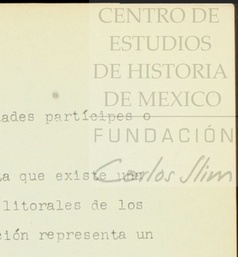 CENTRO DE
ESTUDIOS
DE HISTORIA
DE MEXICO
ades partícipes o
FUNDACIÓN
Carlos Slim
a que existe un
litorales de los
ción representa un